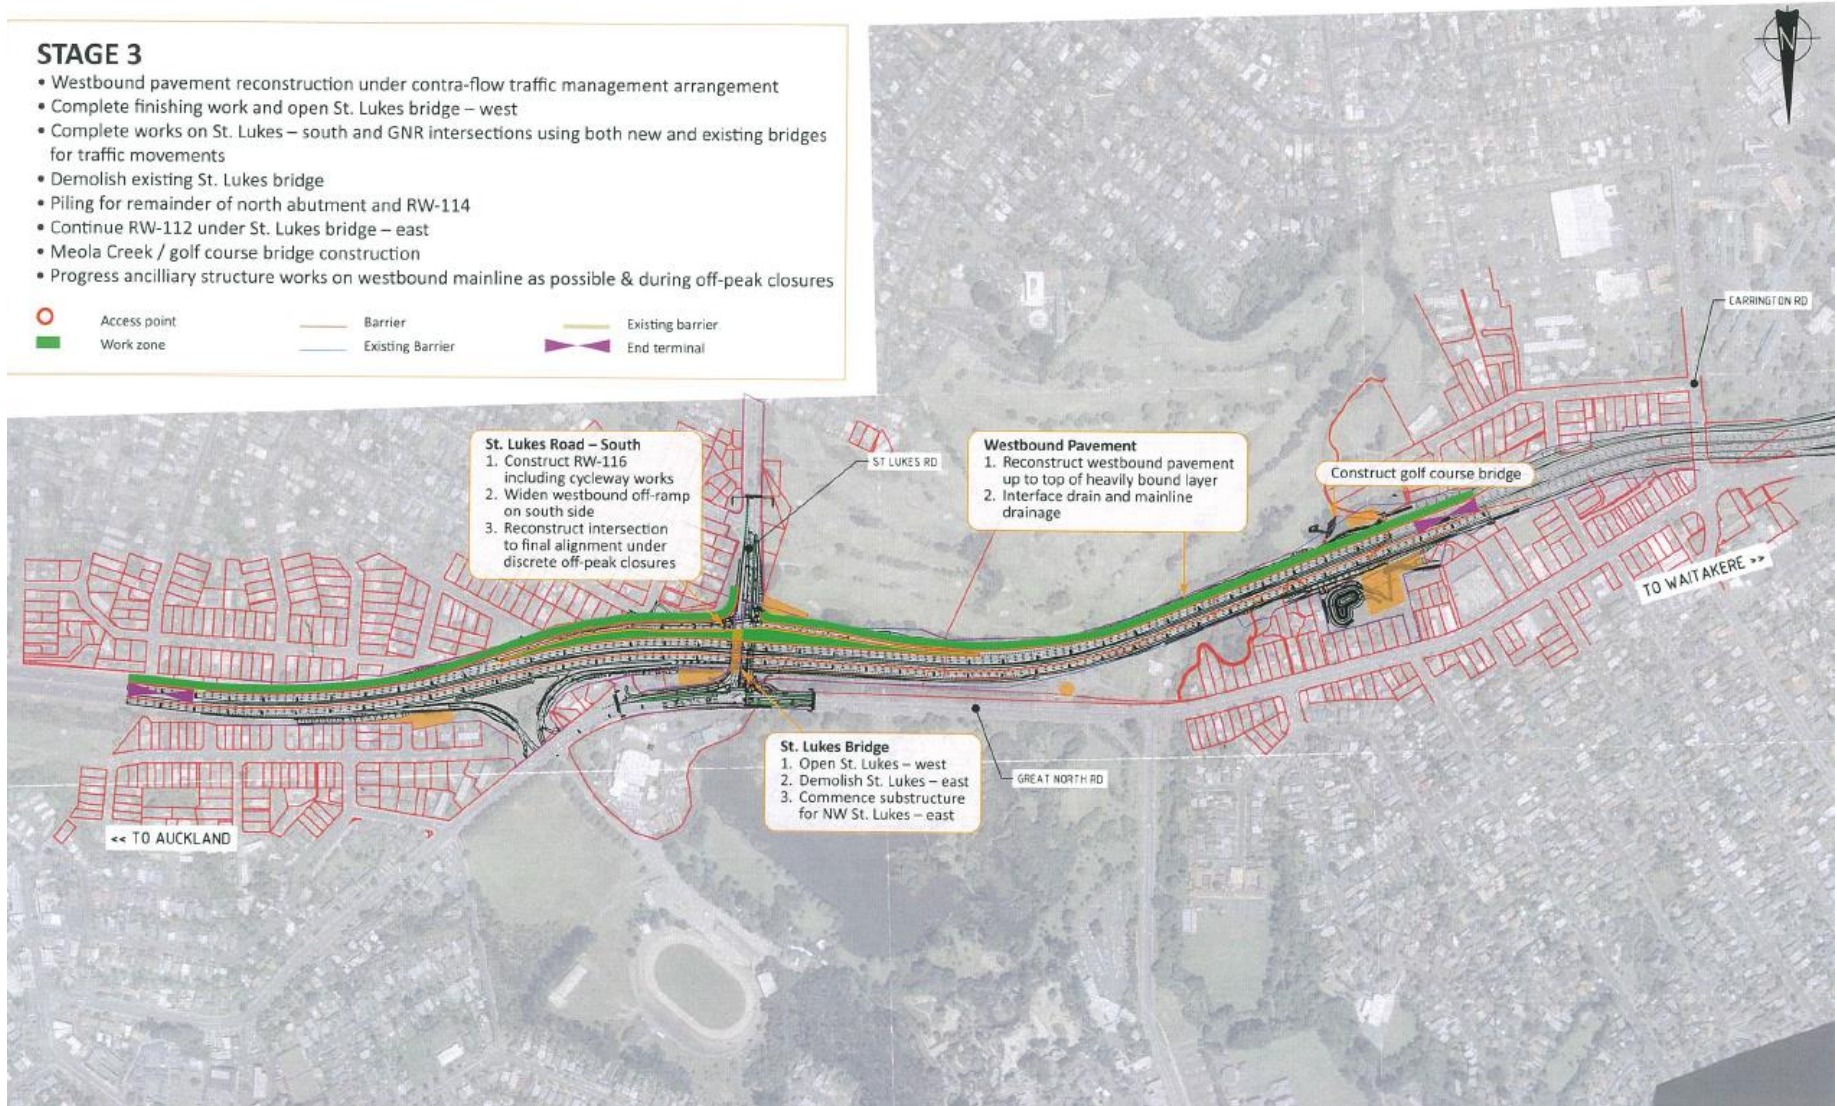 STAGE 3
• Westbound pavement reconstruction under contra-flow traffic management arrangement
• Complete finishing work and open St. Lukes bridge – west
• Complete works on St. Lukes – south and GNR intersections using both new and existing bridges
for traffic movements
• Demolish existing St. Lukes bridge
• Piling for remainder of north abutment and RW-114
• Continue RW-112 under St. Lukes bridge – east
• Meola Creek / golf course bridge construction
• Progress ancilliary structure works on westbound mainline as possible & during off-peak closures
Access point
Barrier
Existing barrier
Work zone
Existing Barrier
End terminal
N
CARRINGTON RD
St. Lukes Road – South
1. Construct RW-116
including cycleway works
2. Widen westbound off-ramp
on south side
3. Reconstruct intersection
to final alignment under
discrete off-peak closures
ST LUKES RD
Westbound Pavement
1. Reconstruct westbound pavement
up to top of heavily bound layer
2. Interface drain and mainline
drainage
Construct golf course bridge
TO WAITAKERE >>
St. Lukes Bridge
1. Open St. Lukes – west
2. Demolish St. Lukes – east
3. Commence substructure
for NW St. Lukes – east
GREAT NORTH RD
<< TO AUCKLAND